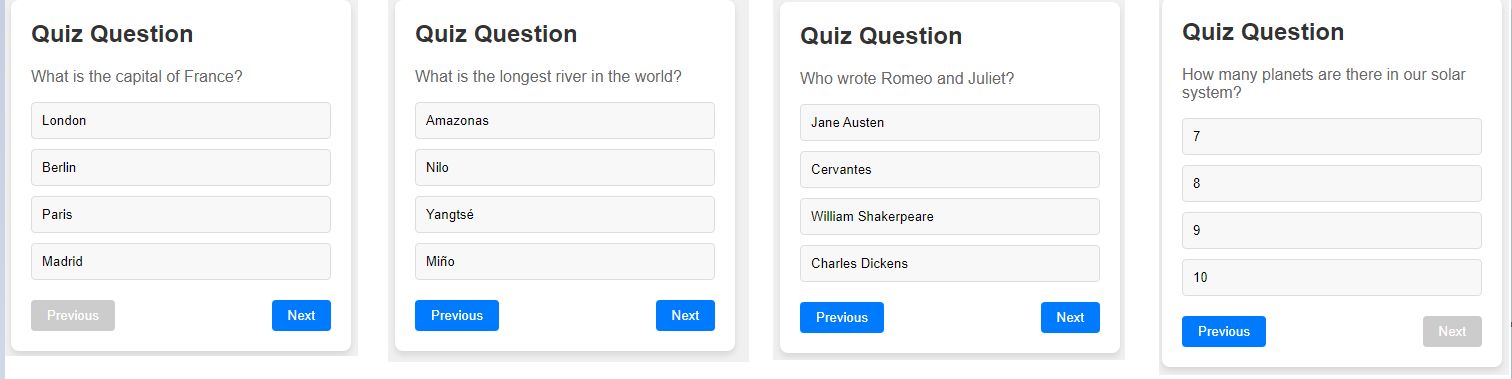 Quiz Question
What is the capital of France?
London
Berlin
Paris
Madrid
Previous
Next
Quiz Question
What is the longest river in the world?
Amazonas
Nilo
Yangtsé
Miño
Previous
Next
Quiz Question
Who wrote Romeo and Juliet?
Jane Austen
Cervantes
William Shakerpeare
Charles Dickens
Previous
Next
Quiz Question
How many planets are there in our solar
system?
7
8
9
10
Previous
Next